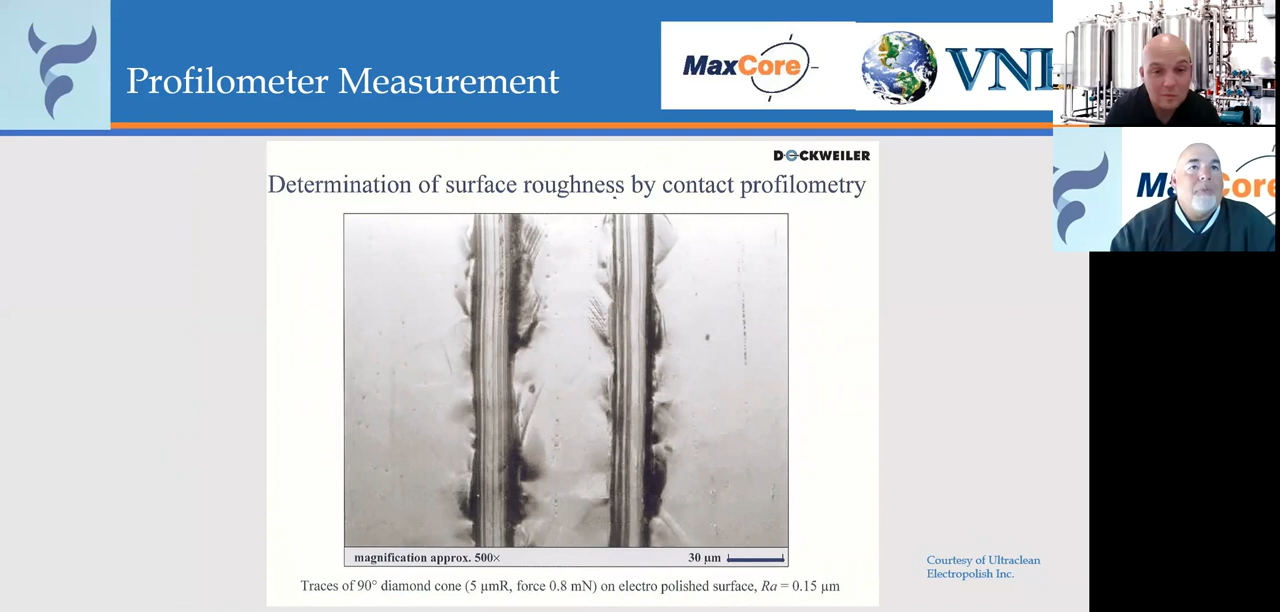 Profilometer Measurement
MaxCore
DOCKWEILER
Determination of surface roughness by contact profilometry
magnification approx. 500×
30 μm
Traces of 90° diamond cone (5 μmR, force 0.8 mN) on electro polished surface, Ra = 0.15 μm
Courtesy of Ultraclean
Electropolish Inc.